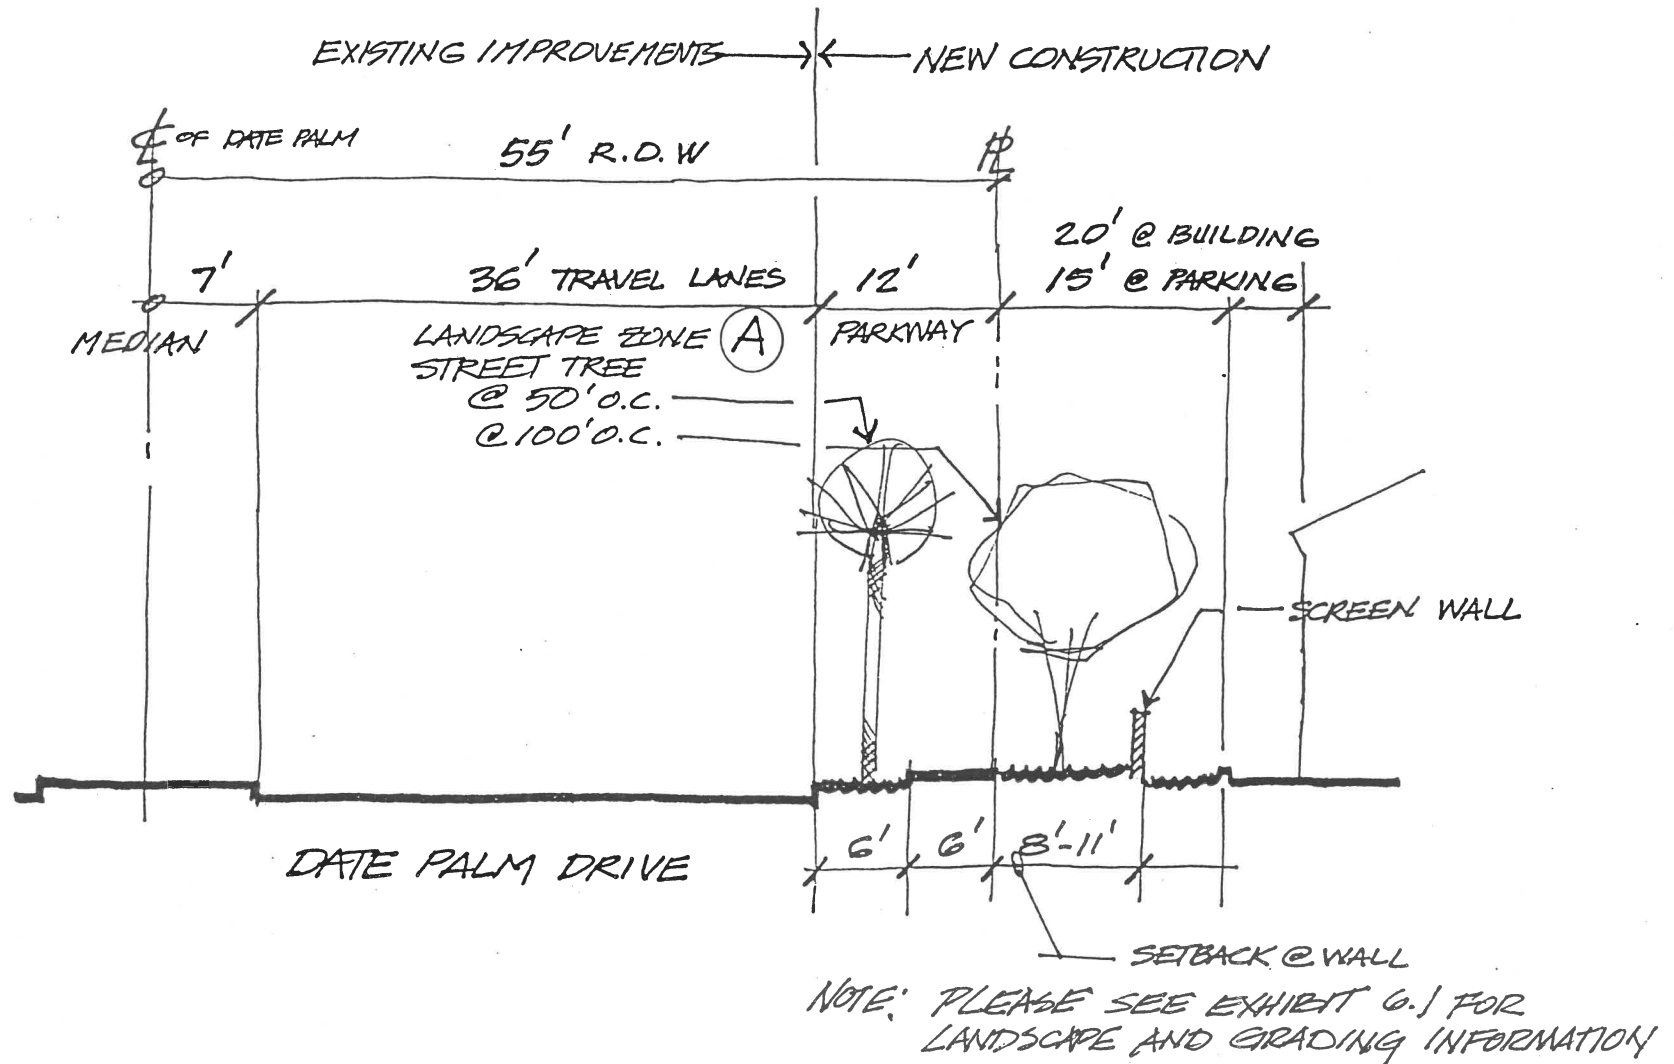 EXISTING IMPROVEMENTS
NEW CONSTRUCTION
℄ OF DATE PALM
55' R.O.W
PL
20' @ BUILDING
7'
36' TRAVEL LANES
12'
15' @ PARKING
MEDIAN
LANDSCAPE ZONE A
STREET TREE
@ 50' O.C.
@ 100' O.C.
PARKWAY
SCREEN WALL
6'
6'
8'-11'
DATE PALM DRIVE
SETBACK @ WALL
NOTE: PLEASE SEE EXHIBIT 6.1 FOR
LANDSCAPE AND GRADING INFORMATION